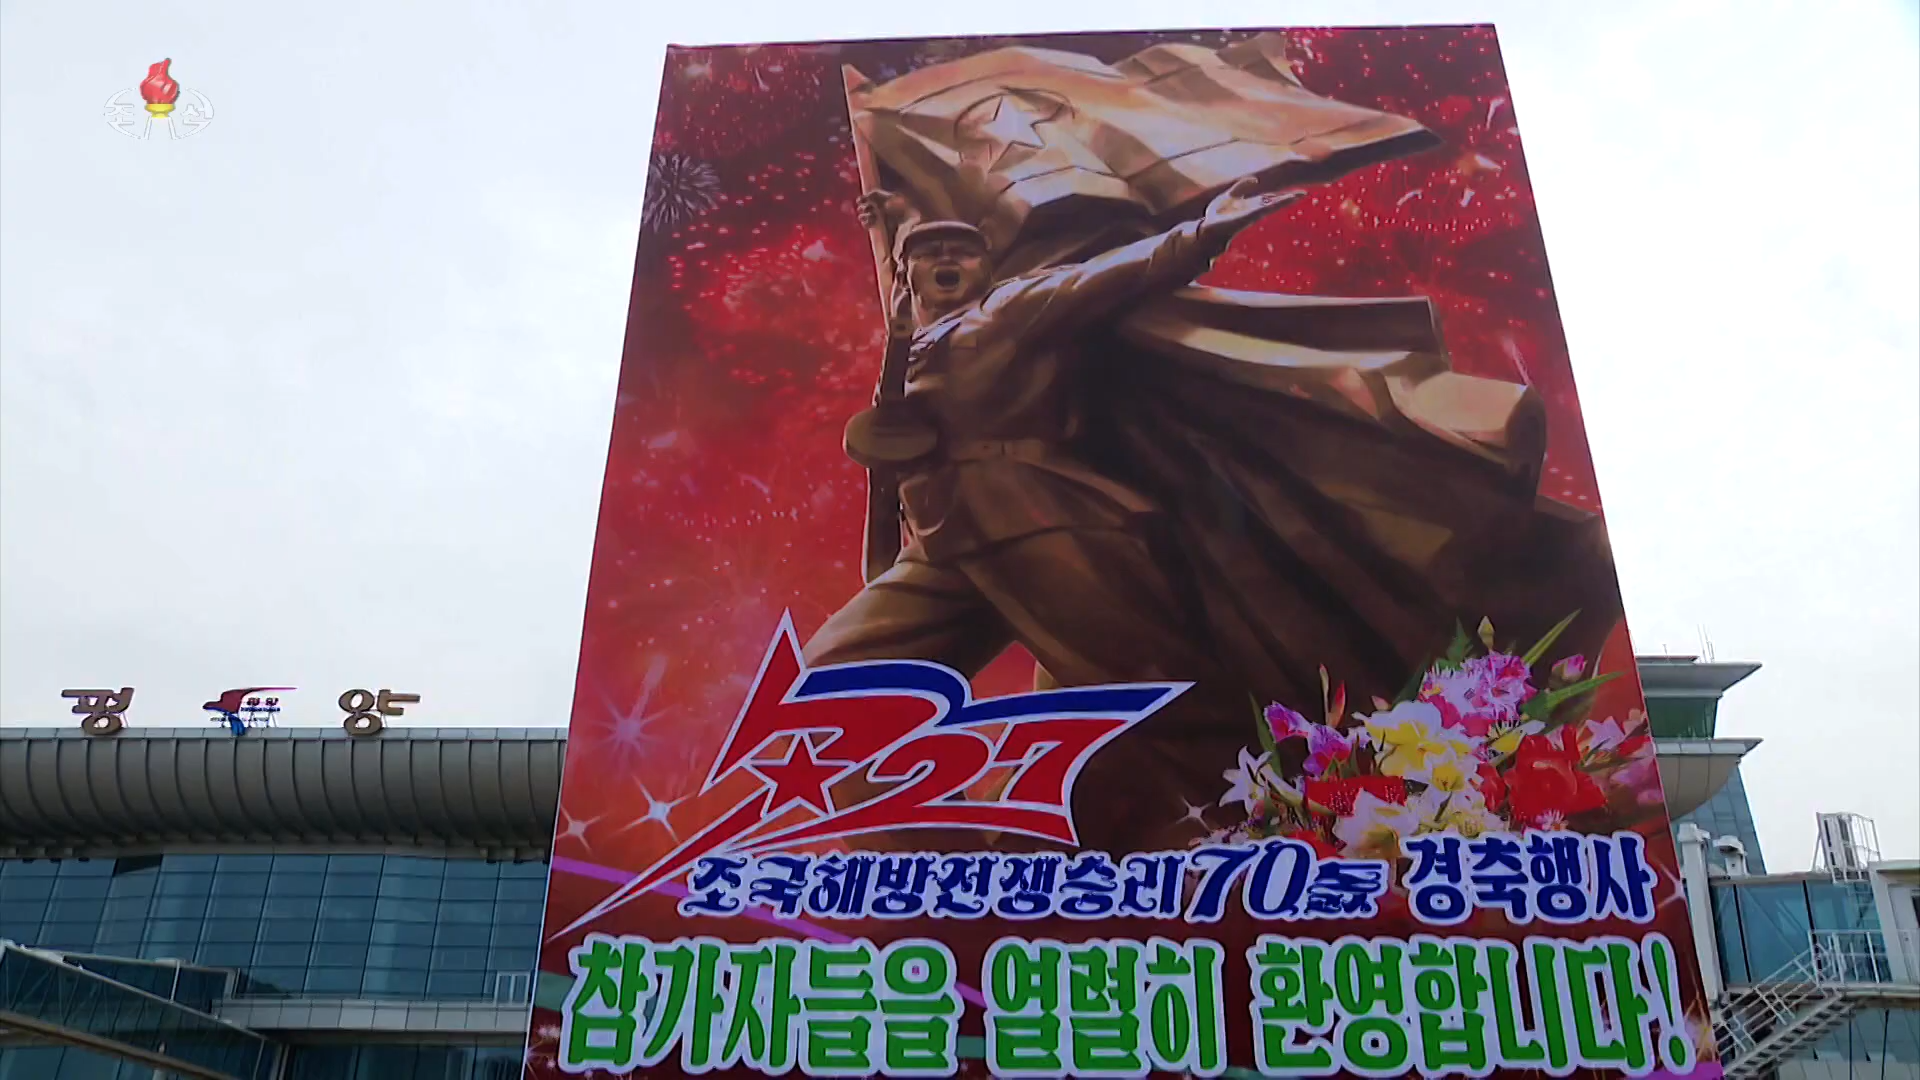 조선
평양
7.27
조국해방전쟁승리 70돐 경축행사
참가자들을 열렬히 환영합니다!